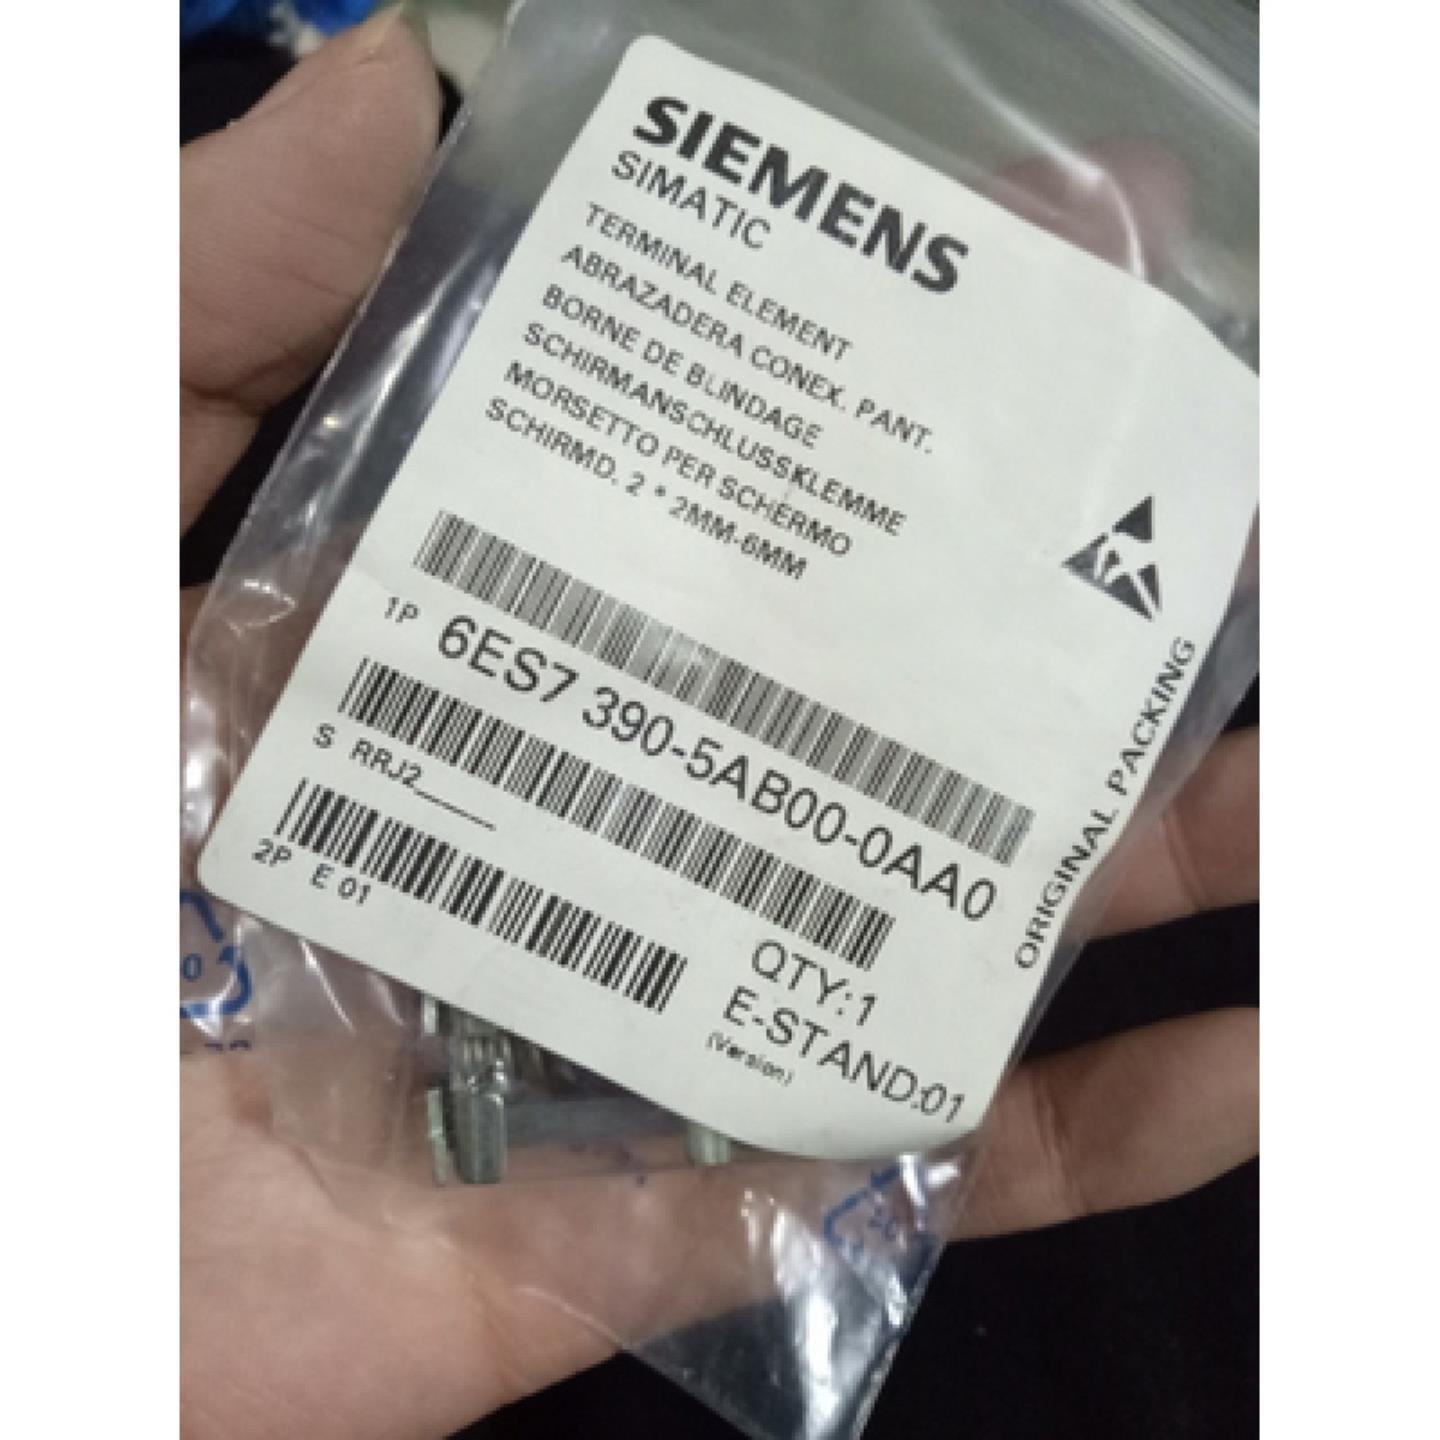 SIEMENS
SIMATIC
TERMINAL ELEMENT
ABRAZADERA CONEX. PANT.
BORNE DE BLINDAGE
SCHIRMANSCHLUSSKLEMME
MORSETTO PER SCHERMO
SCHIRMD. 2 * 2MM-6MM
1P 6ES7 390-5AB00-0AA0
S RRJ2_____
2P E 01
QTY:1
E-STAND:01
(Version)
ORIGINAL PACKING